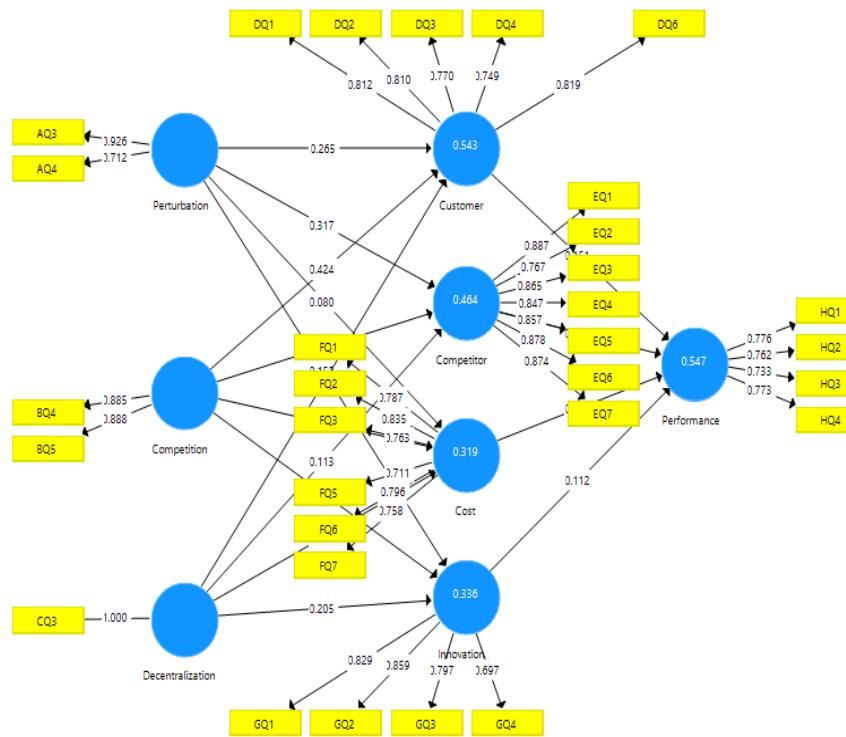 DQ1
DQ2
DQ3
DQ4
DQ6
0.812
0.810
0.770
0.749
0.819
AQ3
AQ4
0.926
0.712
Perturbation
0.265
0.543
Customer
0.317
0.424
0.080
EQ1
EQ2
EQ3
EQ4
EQ5
EQ6
EQ7
0.887
0.767
0.865
0.847
0.857
0.878
0.874
0.464
Competitor
HQ1
HQ2
HQ3
HQ4
0.776
0.762
0.733
0.773
0.547
Performance
BQ4
BQ5
0.885
0.888
Competition
FQ1
FQ2
FQ3
FQ5
FQ6
FQ7
0.787
0.835
0.763
0.711
0.796
0.758
0.319
Cost
0.113
0.112
CQ3
1.000
Decentralization
0.205
0.336
Innovation
0.829
0.859
0.797
0.697
GQ1
GQ2
GQ3
GQ4